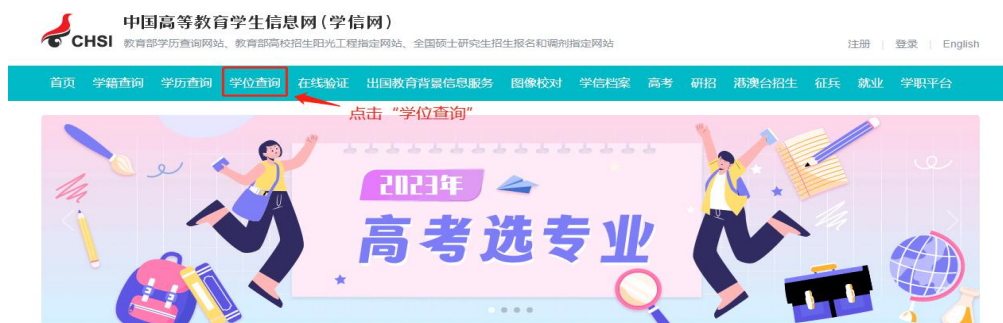 中国高等教育学生信息网(学信网)
CHSI 教育部学历查询网站、教育部高校招生阳光工程指定网站、全国硕士研究生招生报名和调剂指定网站
注册 | 登录 | English
首页 学籍查询 学历查询 学位查询 在线验证 出国教育背景信息服务 图像校对 学信档案 高考 研招 港澳台招生 征兵 就业 学职平台
点击“学位查询”
2023年
高考选专业